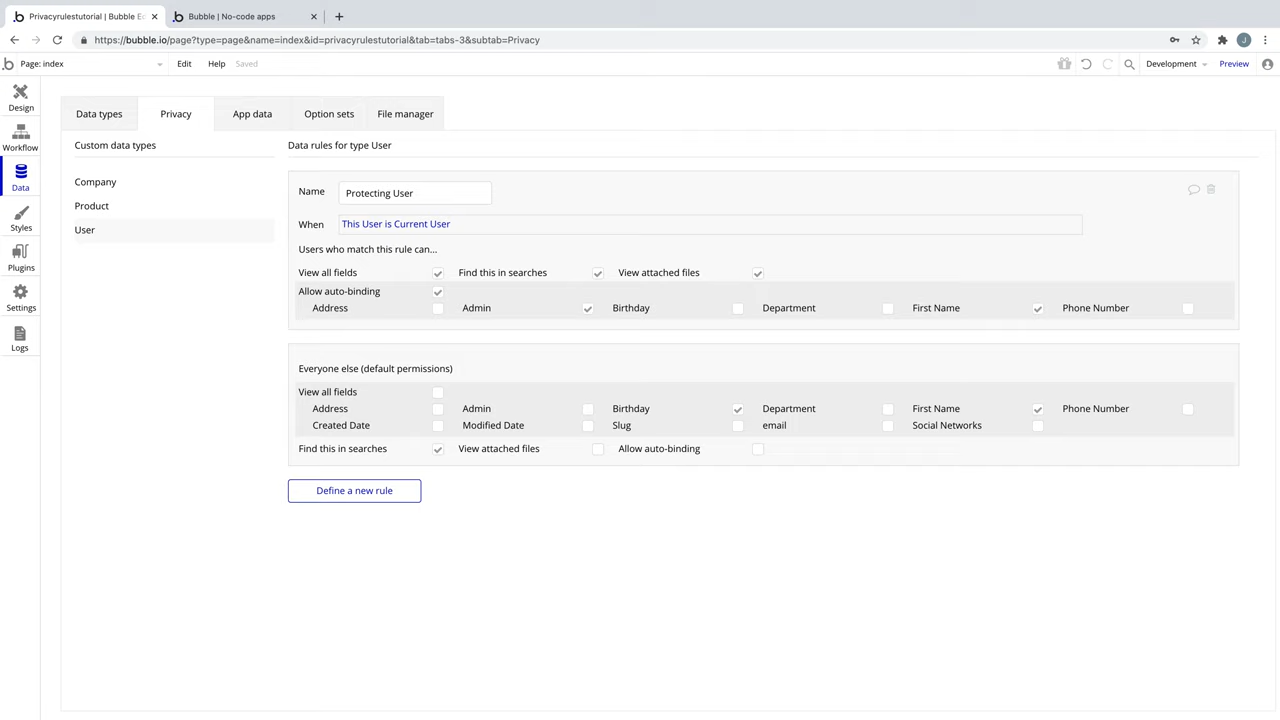 Privacyrulestutorial | Bubble Ed
Bubble | No-code apps
https://bubble.io/page?type=page&name=index&id=privacyrulestutorial&tab=tabs-3&subtab=Privacy
J
Page: index
Edit
Help
Saved
Development
Preview
Design
Workflow
Data
Styles
Plugins
Settings
Logs
Data types
Privacy
App data
Option sets
File manager
Custom data types
Company
Product
User
Data rules for type User
Name
Protecting User
When
This User is Current User
Users who match this rule can...
View all fields
Find this in searches
View attached files
Allow auto-binding
Address
Admin
Birthday
Department
First Name
Phone Number
Everyone else (default permissions)
View all fields
Address
Admin
Birthday
Department
First Name
Phone Number
Created Date
Modified Date
Slug
email
Social Networks
Find this in searches
View attached files
Allow auto-binding
Define a new rule